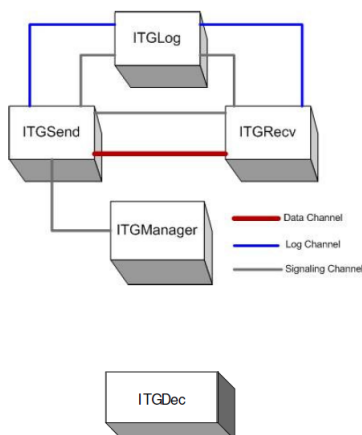 ITGLog
ITGSend
ITGRecv
ITGManager
Data Channel
Log Channel
Signaling Channel
ITGDec